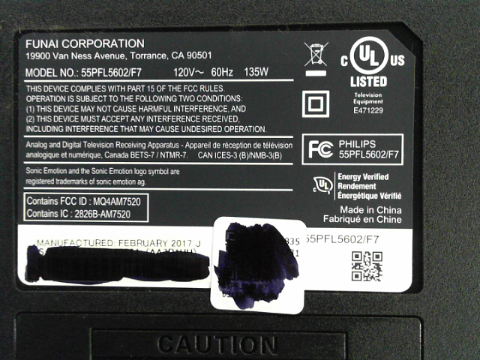 FUNAI CORPORATION
19900 Van Ness Avenue, Torrance, CA 90501
MODEL NO.: 55PFL5602/F7 120V~ 60Hz 135W
THIS DEVICE COMPLIES WITH PART 15 OF THE FCC RULES
OPERATION IS SUBJECT TO THE FOLLOWING TWO CONDITIONS:
(1) THIS DEVICE MAY NOT CAUSE HARMFUL INTERFERENCE, AND
(2) THIS DEVICE MUST ACCEPT ANY INTERFERENCE RECEIVED,
INCLUDING INTERFERENCE THAT MAY CAUSE UNDESIRED OPERATION.
Analog and Digital Television Receiving Apparatus - Appareil de réception de télévision
analogique et numérique, Canada BETS-7 / NTMR-7. CAN ICES-3 (B)/NMB-3(B)
Sonic Emotion and the Sonic Emotion logo symbol are
registered trademarks of sonic emotion ag.
Contains FCC ID : MQ4AM7520
Contains IC : 2826B-AM7520
C UL US
LISTED
Television
Equipment
E471229
FC PHILIPS
55PFL5602/F7
UL Energy Verified
Rendement
Énergétique Vérifié
Made in China
Fabriqué en Chine
MANUFACTURED: FEBRUARY 2017 J
935 55PFL5602/F7
71
CAUTION